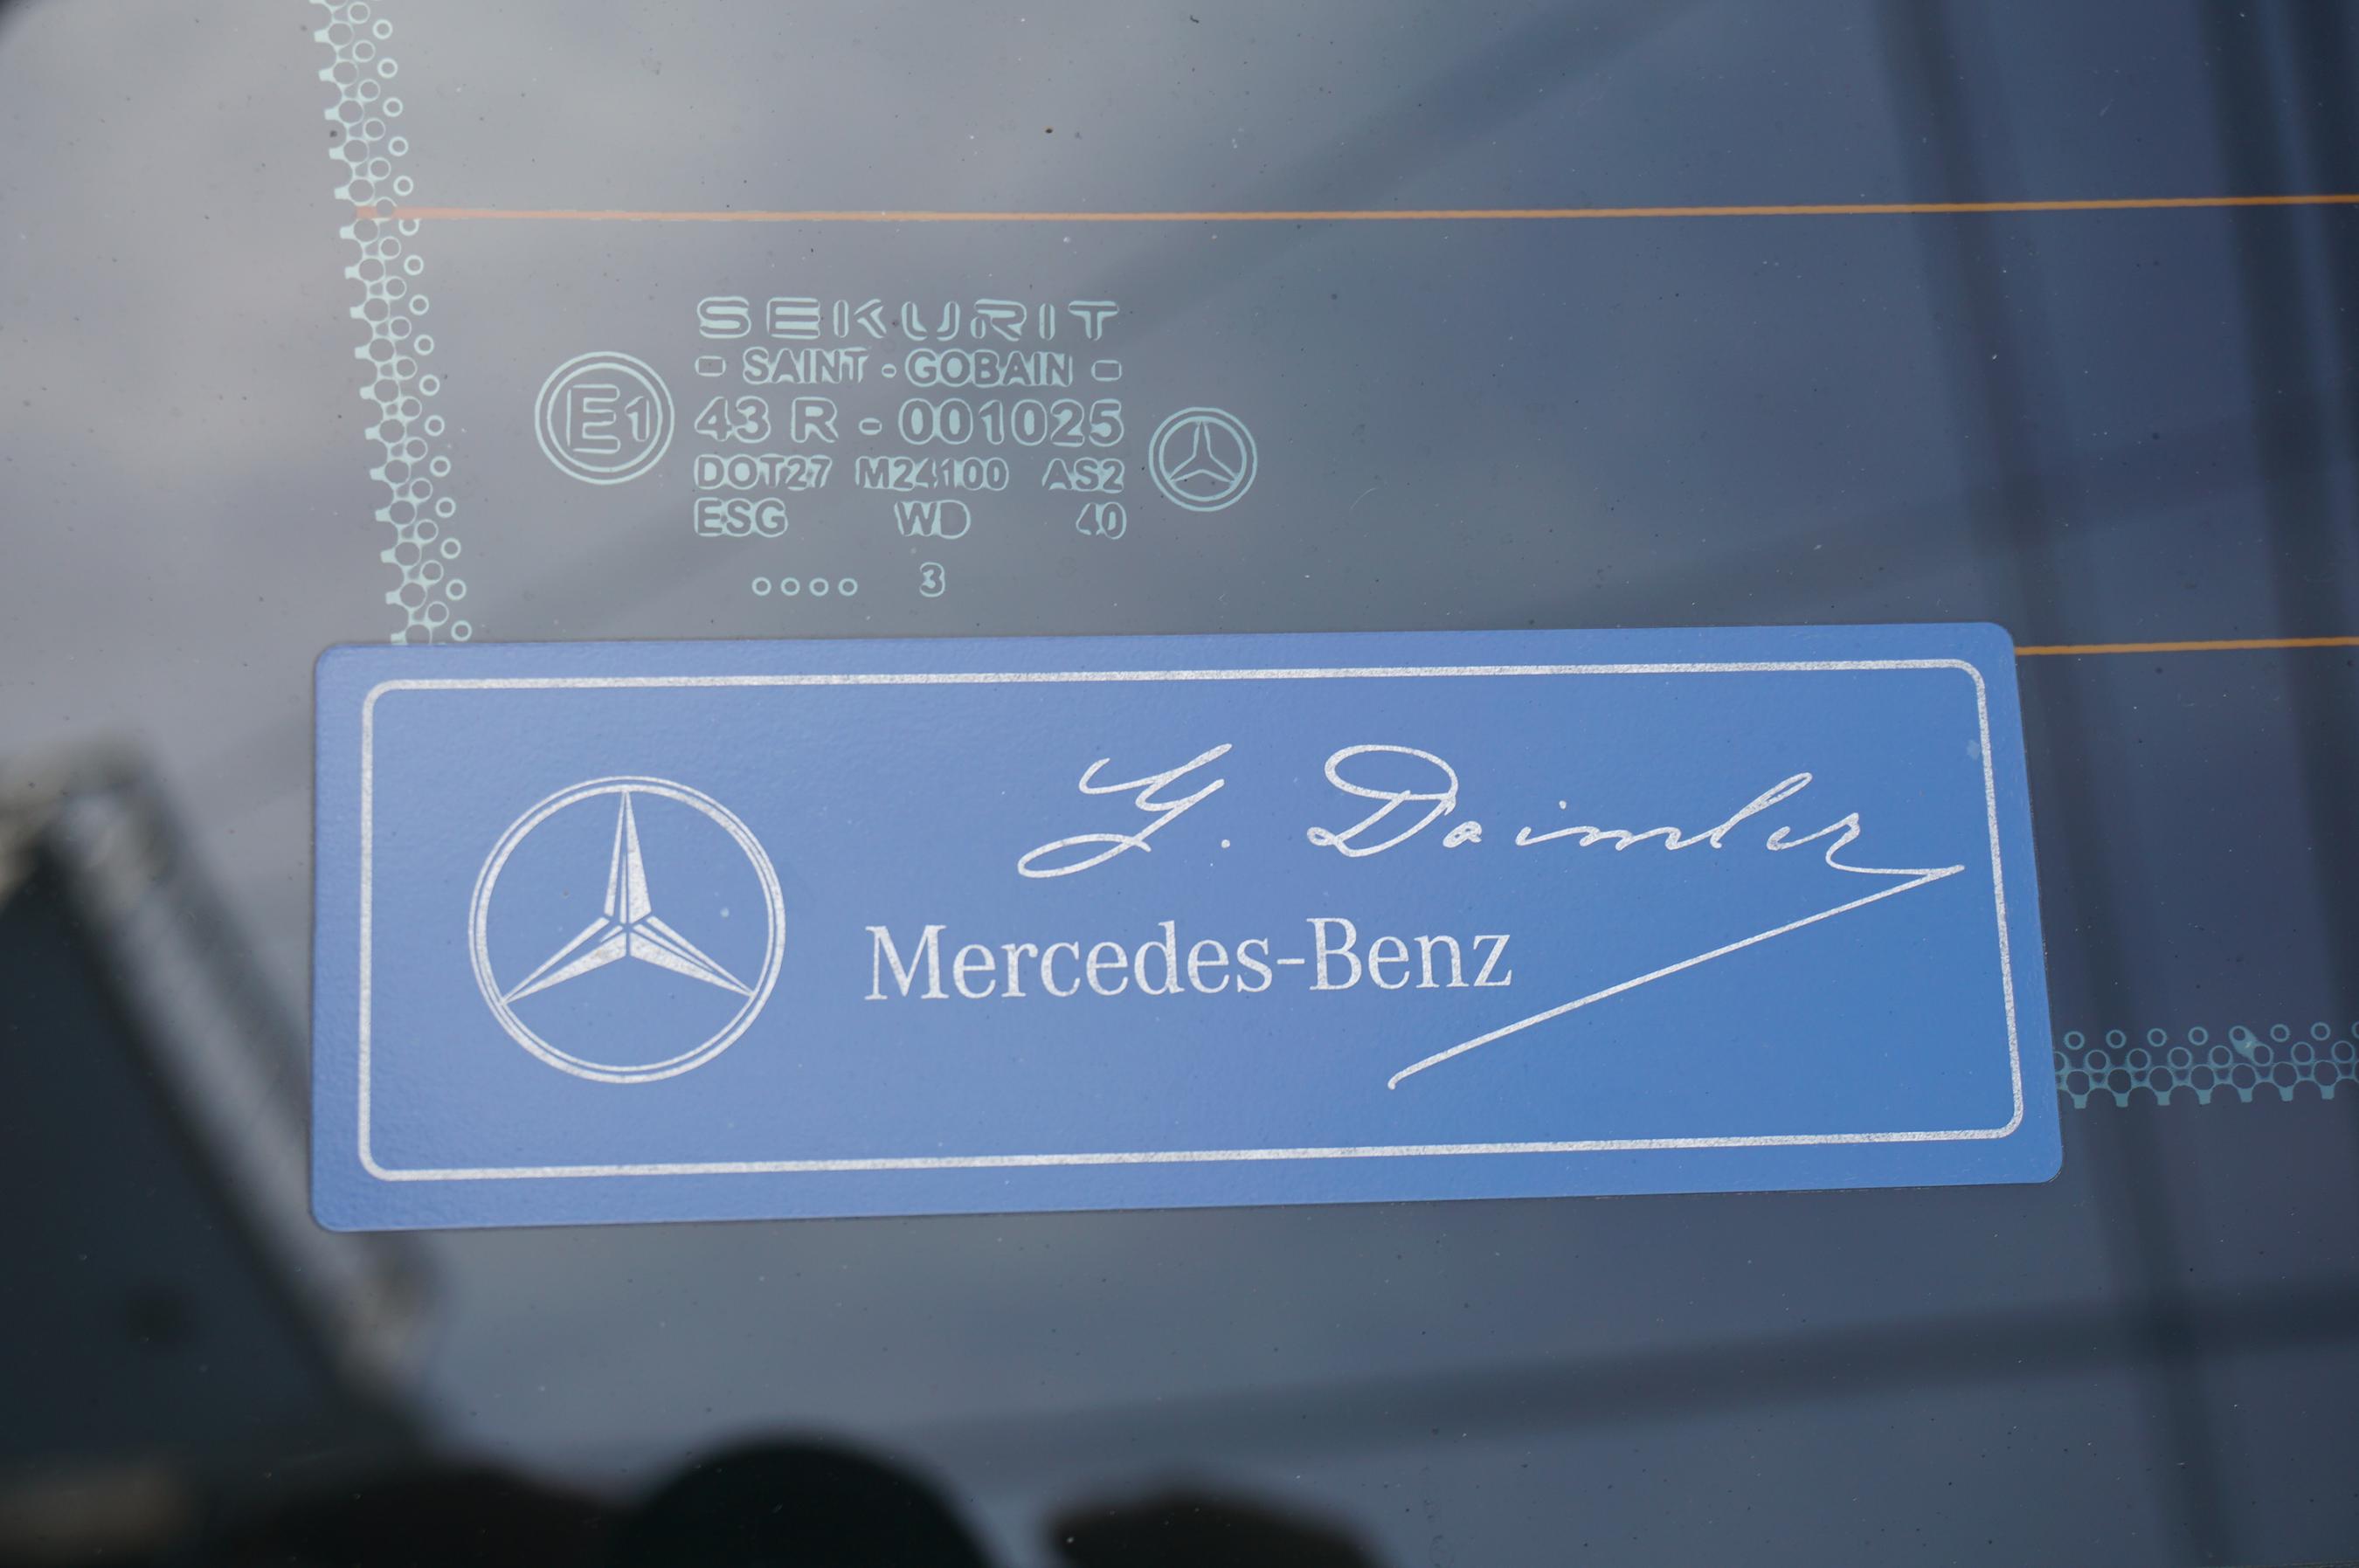 SEKURIT
- SAINT - GOBAIN -
E1
43 R - 001025
DOT27 M24100 AS2
ESG WD 40
3
G. Daimler
Mercedes-Benz